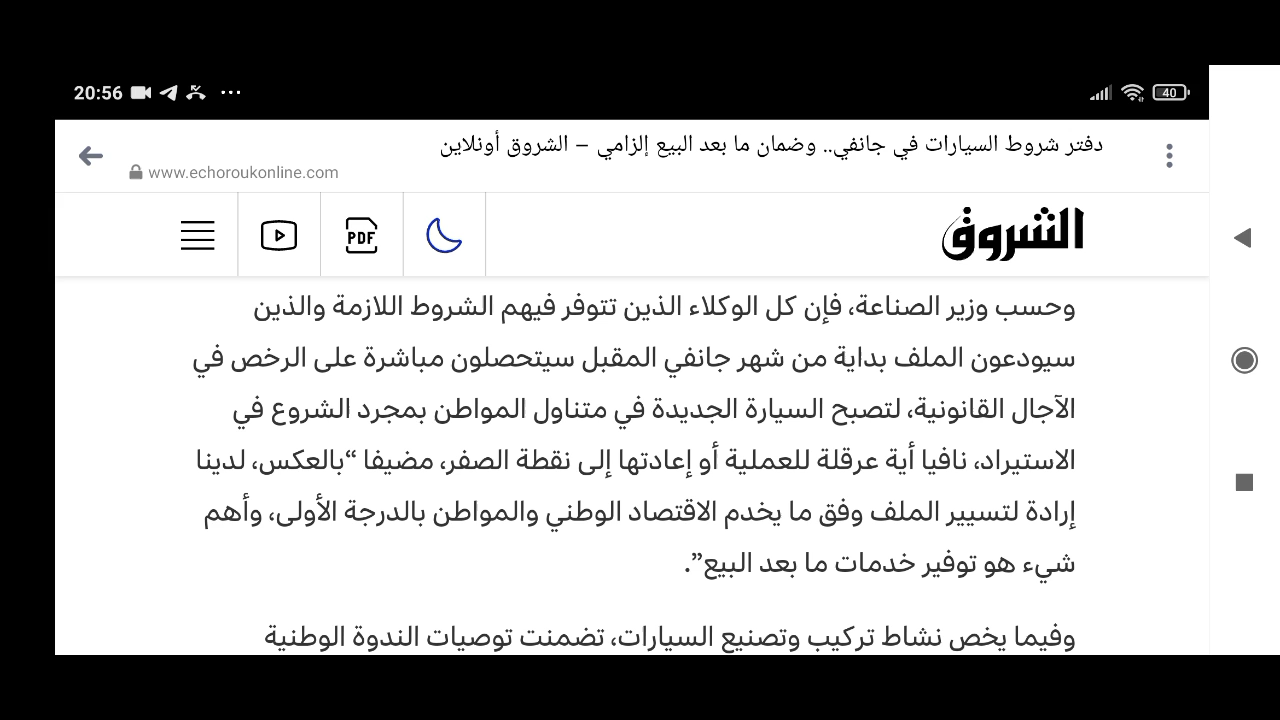 20:56
40
دفتر شروط السيارات في جانفي.. وضمان ما بعد البيع إلزامي – الشروق أونلاين
www.echoroukonline.com
PDF
الشروق
وحسب وزير الصناعة، فإن كل الوكلاء الذين تتوفر فيهم الشروط اللازمة والذين
سيودعون الملف بداية من شهر جانفي المقبل سيتحصلون مباشرة على الرخص في
الآجال القانونية، لتصبح السيارة الجديدة في متناول المواطن بمجرد الشروع في
الاستيراد، نافيا أية عرقلة للعملية أو إعادتها إلى نقطة الصفر، مضيفا “بالعكس، لدينا
إرادة لتسيير الملف وفق ما يخدم الاقتصاد الوطني والمواطن بالدرجة الأولى، وأهم
شيء هو توفير خدمات ما بعد البيع”.
وفيما يخص نشاط تركيب وتصنيع السيارات، تضمنت توصيات الندوة الوطنية